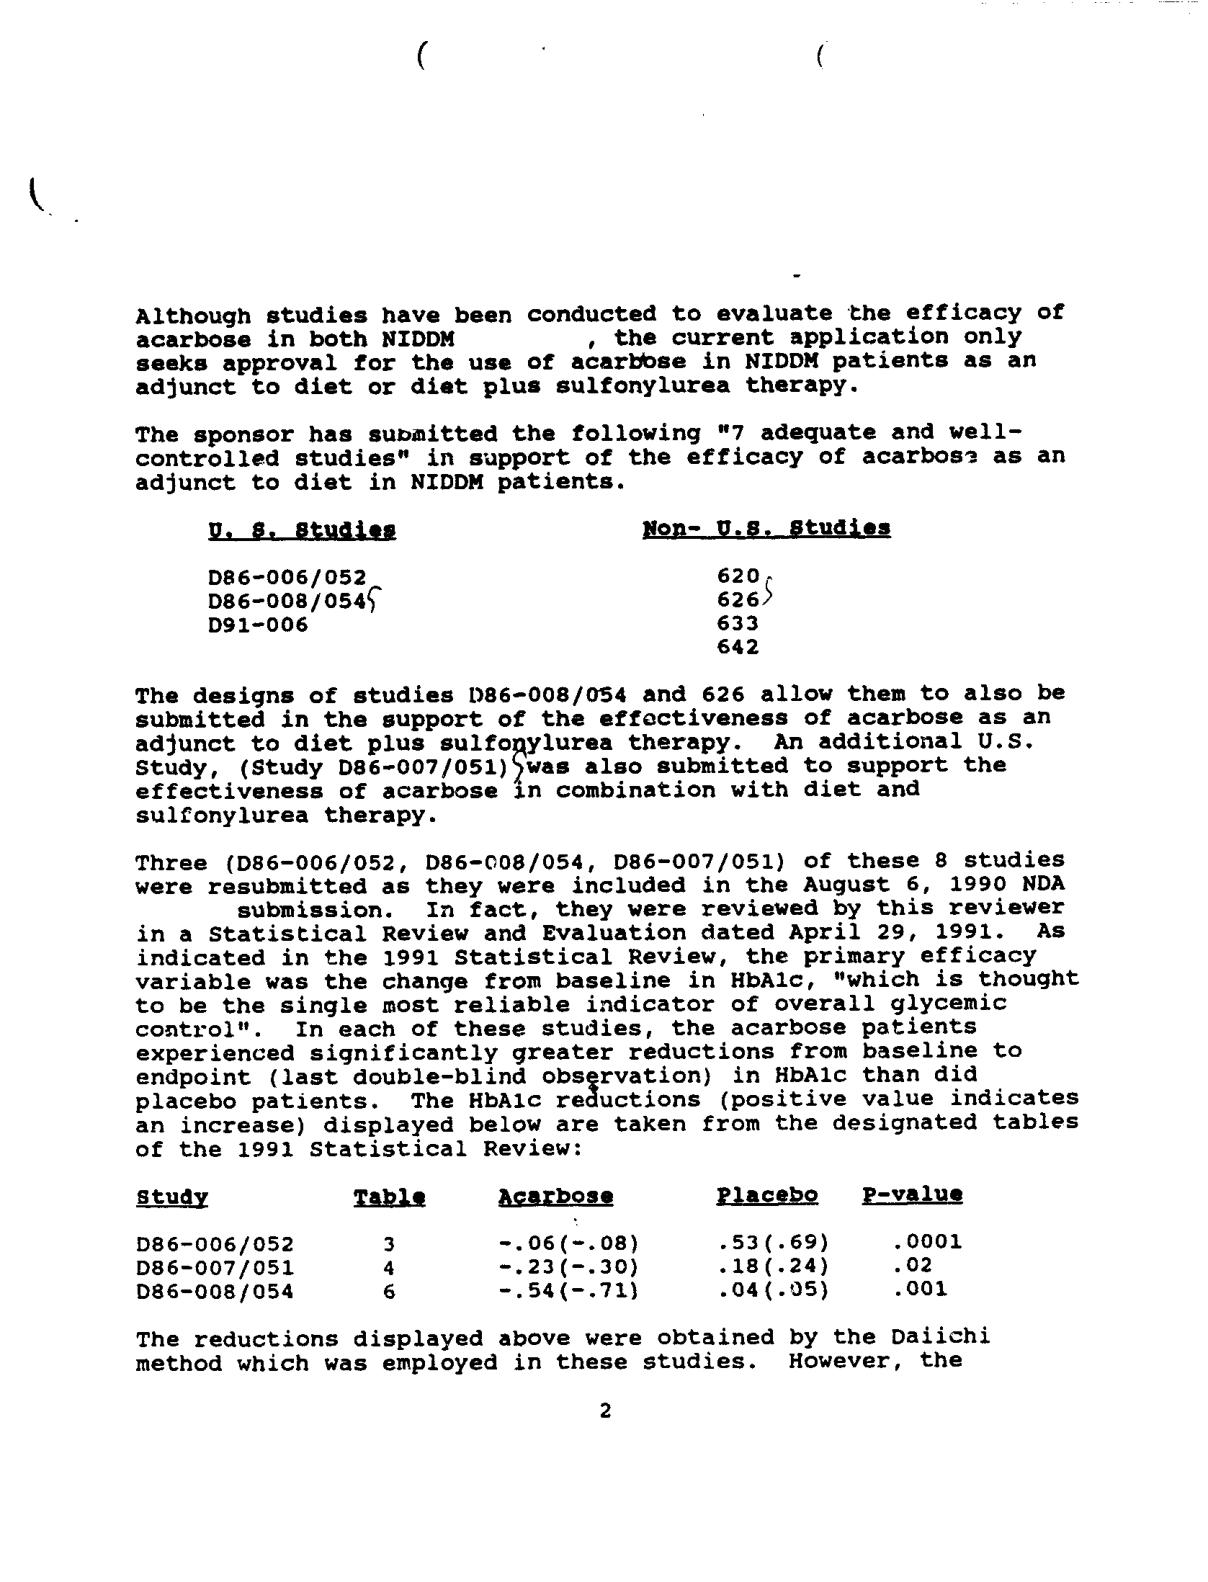 Although studies have been conducted to evaluate the efficacy of
acarbose in both NIDDM , the current application only
seeks approval for the use of acarbose in NIDDM patients as an
adjunct to diet or diet plus sulfonylurea therapy.
The sponsor has submitted the following "7 adequate and well-
controlled studies" in support of the efficacy of acarbose as an
adjunct to diet in NIDDM patients.
U. S. Studies Non- U.S. Studies
D86-006/052 620
D86-008/054 626
D91-006 633
642
The designs of studies D86-008/054 and 626 allow them to also be
submitted in the support of the effectiveness of acarbose as an
adjunct to diet plus sulfonylurea therapy. An additional U.S.
Study, (Study D86-007/051) was also submitted to support the
effectiveness of acarbose in combination with diet and
sulfonylurea therapy.
Three (D86-006/052, D86-008/054, D86-007/051) of these 8 studies
were resubmitted as they were included in the August 6, 1990 NDA
submission. In fact, they were reviewed by this reviewer
in a Statistical Review and Evaluation dated April 29, 1991. As
indicated in the 1991 Statistical Review, the primary efficacy
variable was the change from baseline in HbA1c, "which is thought
to be the single most reliable indicator of overall glycemic
control". In each of these studies, the acarbose patients
experienced significantly greater reductions from baseline to
endpoint (last double-blind observation) in HbA1c than did
placebo patients. The HbA1c reductions (positive value indicates
an increase) displayed below are taken from the designated tables
of the 1991 Statistical Review:
Study Table Acarbose Placebo P-value
D86-006/052 3 -.06(-.08) .53(.69) .0001
D86-007/051 4 -.23(-.30) .18(.24) .02
D86-008/054 6 -.54(-.71) .04(.05) .001
The reductions displayed above were obtained by the Daiichi
method which was employed in these studies. However, the
2